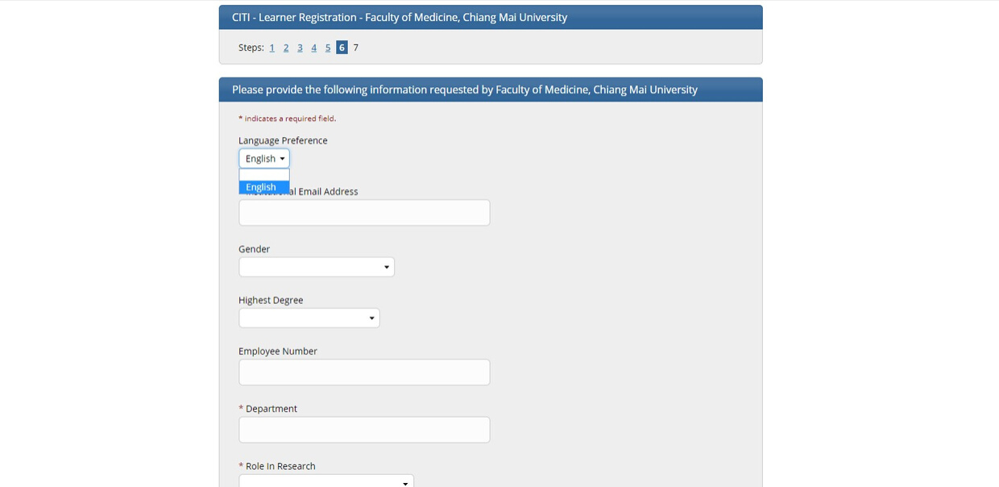 CITI - Learner Registration - Faculty of Medicine, Chiang Mai University
Steps: 1 2 3 4 5 6 7
Please provide the following information requested by Faculty of Medicine, Chiang Mai University
* indicates a required field.
Language Preference
English
English
al Email Address
Gender
Highest Degree
Employee Number
* Department
* Role In Research